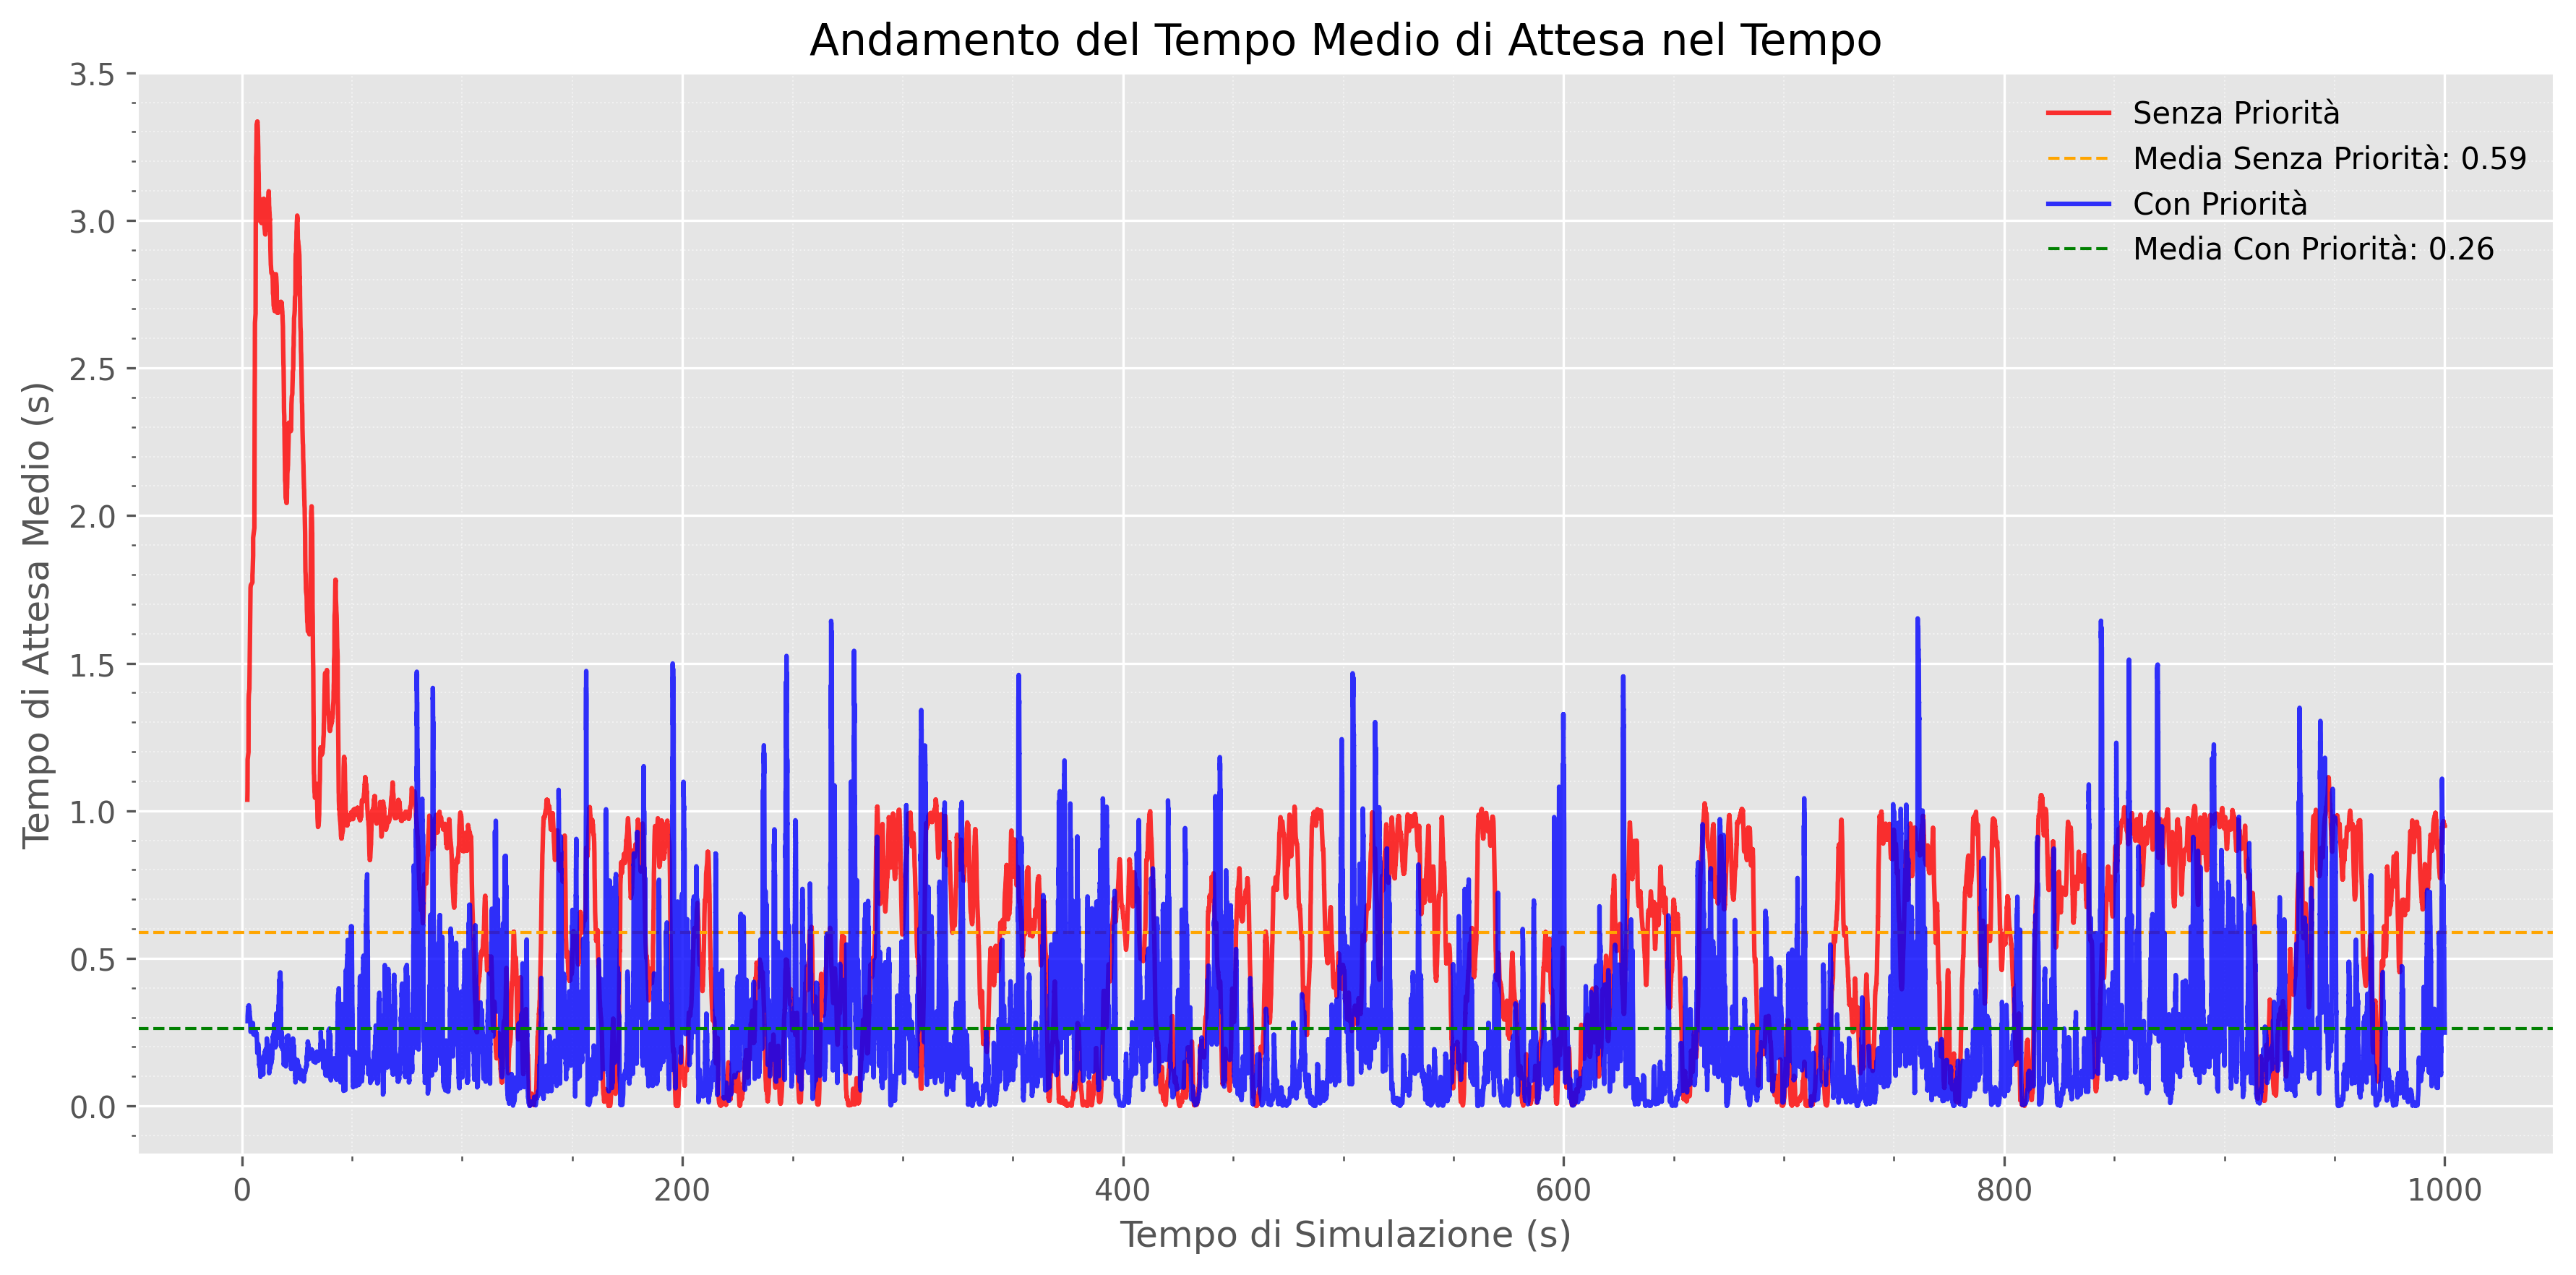 Andamento del Tempo Medio di Attesa nel Tempo
3.5
3.0
2.5
2.0
1.5
1.0
0.5
0.0
Tempo di Attesa Medio (s)
Senza Priorità
Media Senza Priorità: 0.59
Con Priorità
Media Con Priorità: 0.26
0
200
400
600
800
1000
Tempo di Simulazione (s)